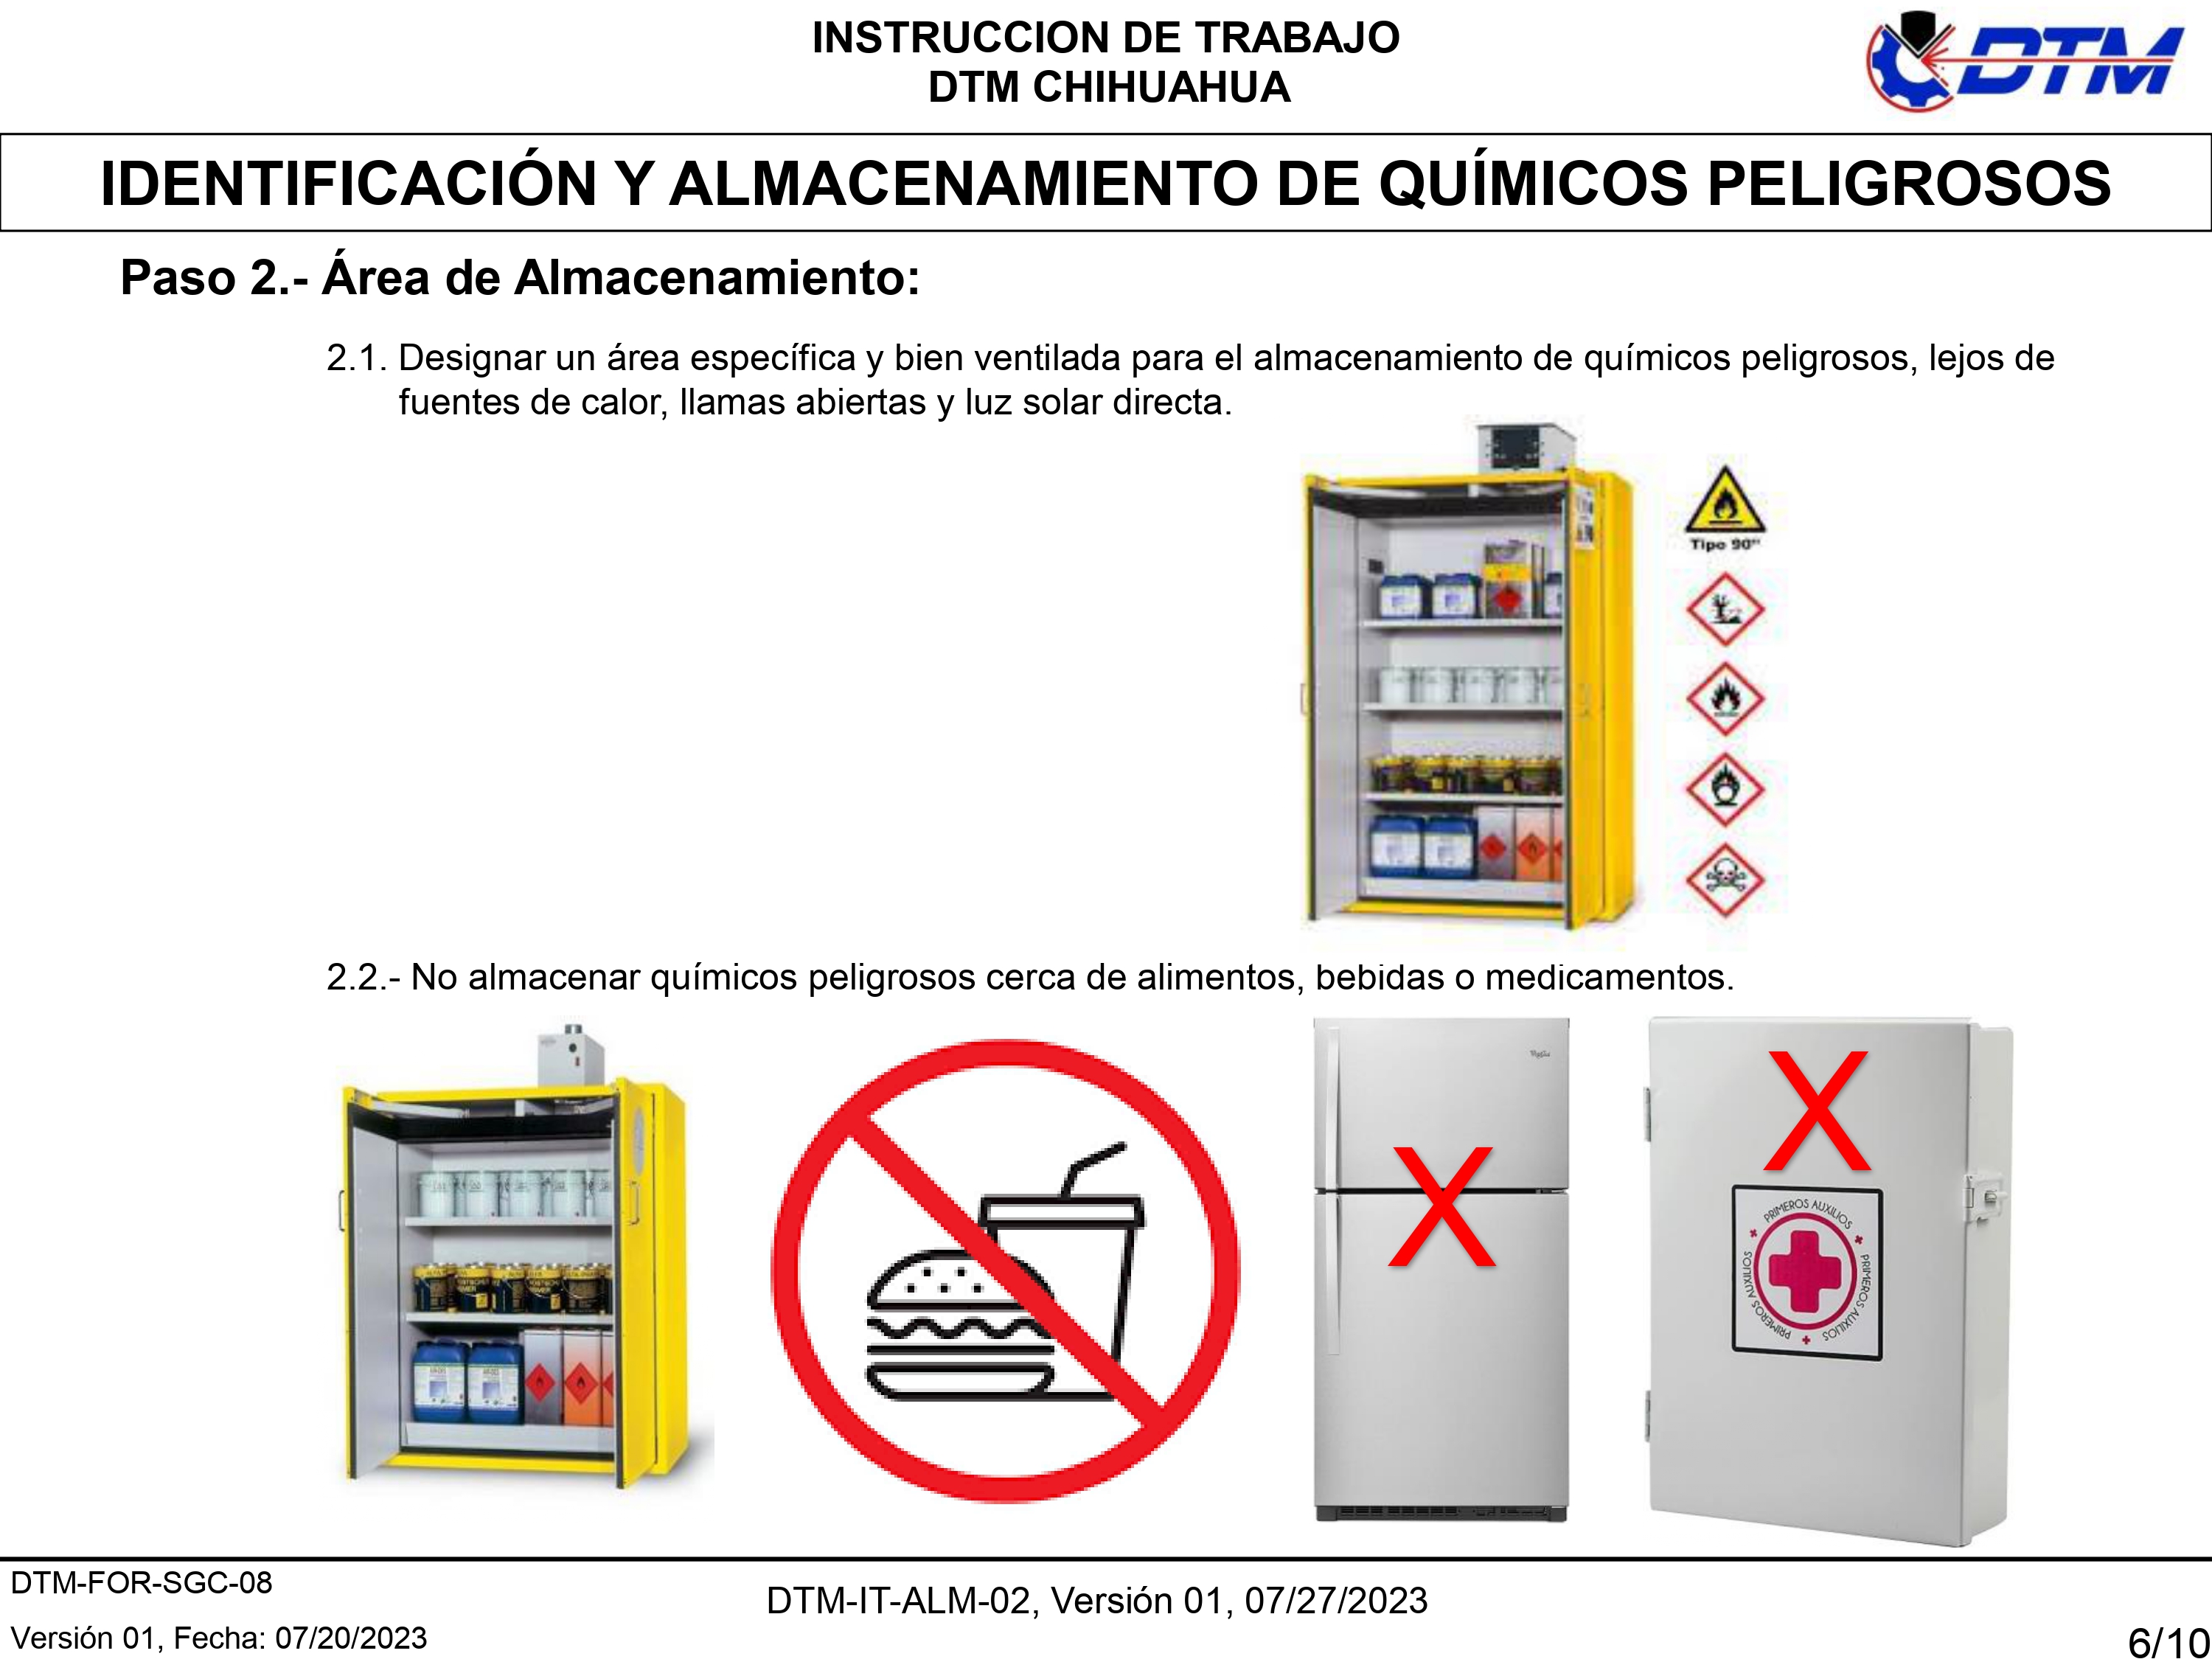 INSTRUCCION DE TRABAJO
DTM CHIHUAHUA
DTM
IDENTIFICACIÓN Y ALMACENAMIENTO DE QUÍMICOS PELIGROSOS
Paso 2.- Área de Almacenamiento:
2.1. Designar un área específica y bien ventilada para el almacenamiento de químicos peligrosos, lejos de
fuentes de calor, llamas abiertas y luz solar directa.
Tipo 90"
2.2.- No almacenar químicos peligrosos cerca de alimentos, bebidas o medicamentos.
X
X
PRIMEROS AUXILIOS
PRIMEROS AUXILIOS
PRIMEROS AUXILIOS
DTM-FOR-SGC-08
DTM-IT-ALM-02, Versión 01, 07/27/2023
Versión 01, Fecha: 07/20/2023
6/10